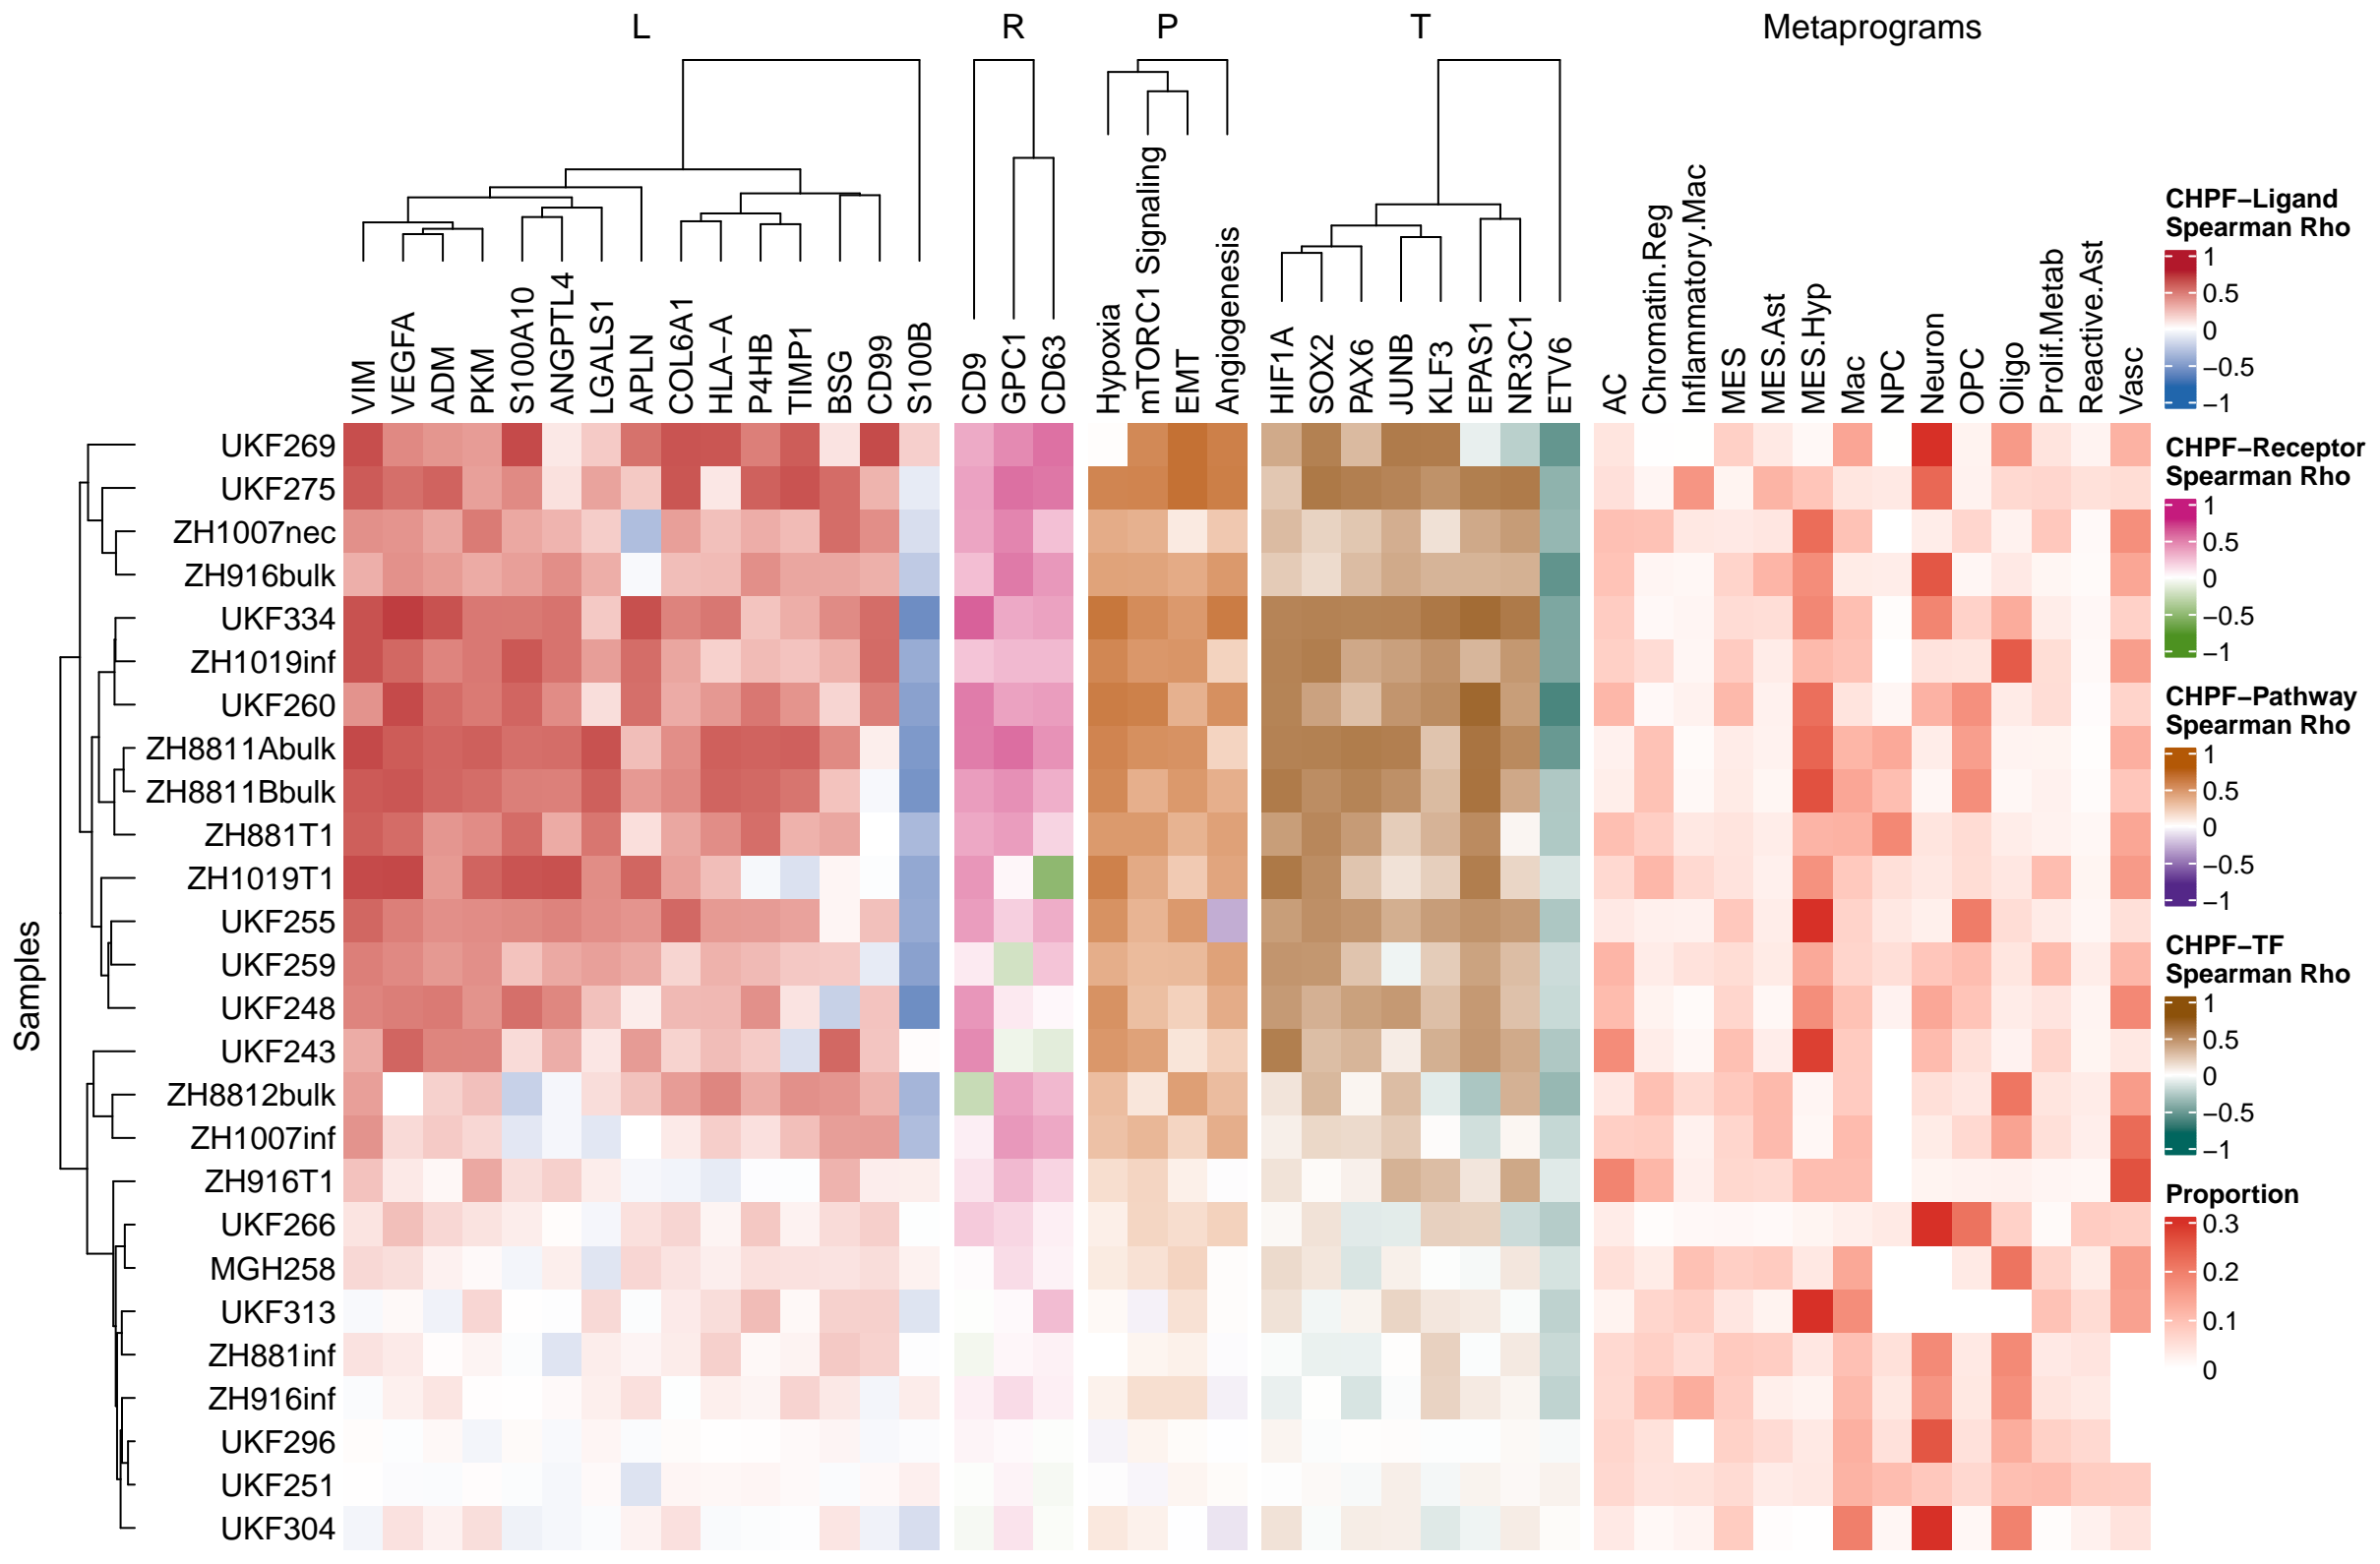 L R P T Metaprograms
VIM VEGFA ADM PKM S100A10 ANGPTL4 LGALS1 APLN COL6A1 HLA−A P4HB TIMP1 BSG CD99 S100B
CD9 GPC1 CD63
Hypoxia mTORC1 Signaling EMT Angiogenesis
HIF1A SOX2 PAX6 JUNB KLF3 EPAS1 NR3C1 ETV6
AC Chromatin.Reg Inflammatory.Mac MES MES.Ast MES.Hyp Mac NPC Neuron OPC Oligo Prolif.Metab Reactive.Ast Vasc
Samples
UKF269
UKF275
ZH1007nec
ZH916bulk
UKF334
ZH1019inf
UKF260
ZH8811Abulk
ZH8811Bbulk
ZH881T1
ZH1019T1
UKF255
UKF259
UKF248
UKF243
ZH8812bulk
ZH1007inf
ZH916T1
UKF266
MGH258
UKF313
ZH881inf
ZH916inf
UKF296
UKF251
UKF304
CHPF−Ligand
Spearman Rho
1
0.5
0
−0.5
−1
CHPF−Receptor
Spearman Rho
1
0.5
0
−0.5
−1
CHPF−Pathway
Spearman Rho
1
0.5
0
−0.5
−1
CHPF−TF
Spearman Rho
1
0.5
0
−0.5
−1
Proportion
0.3
0.2
0.1
0